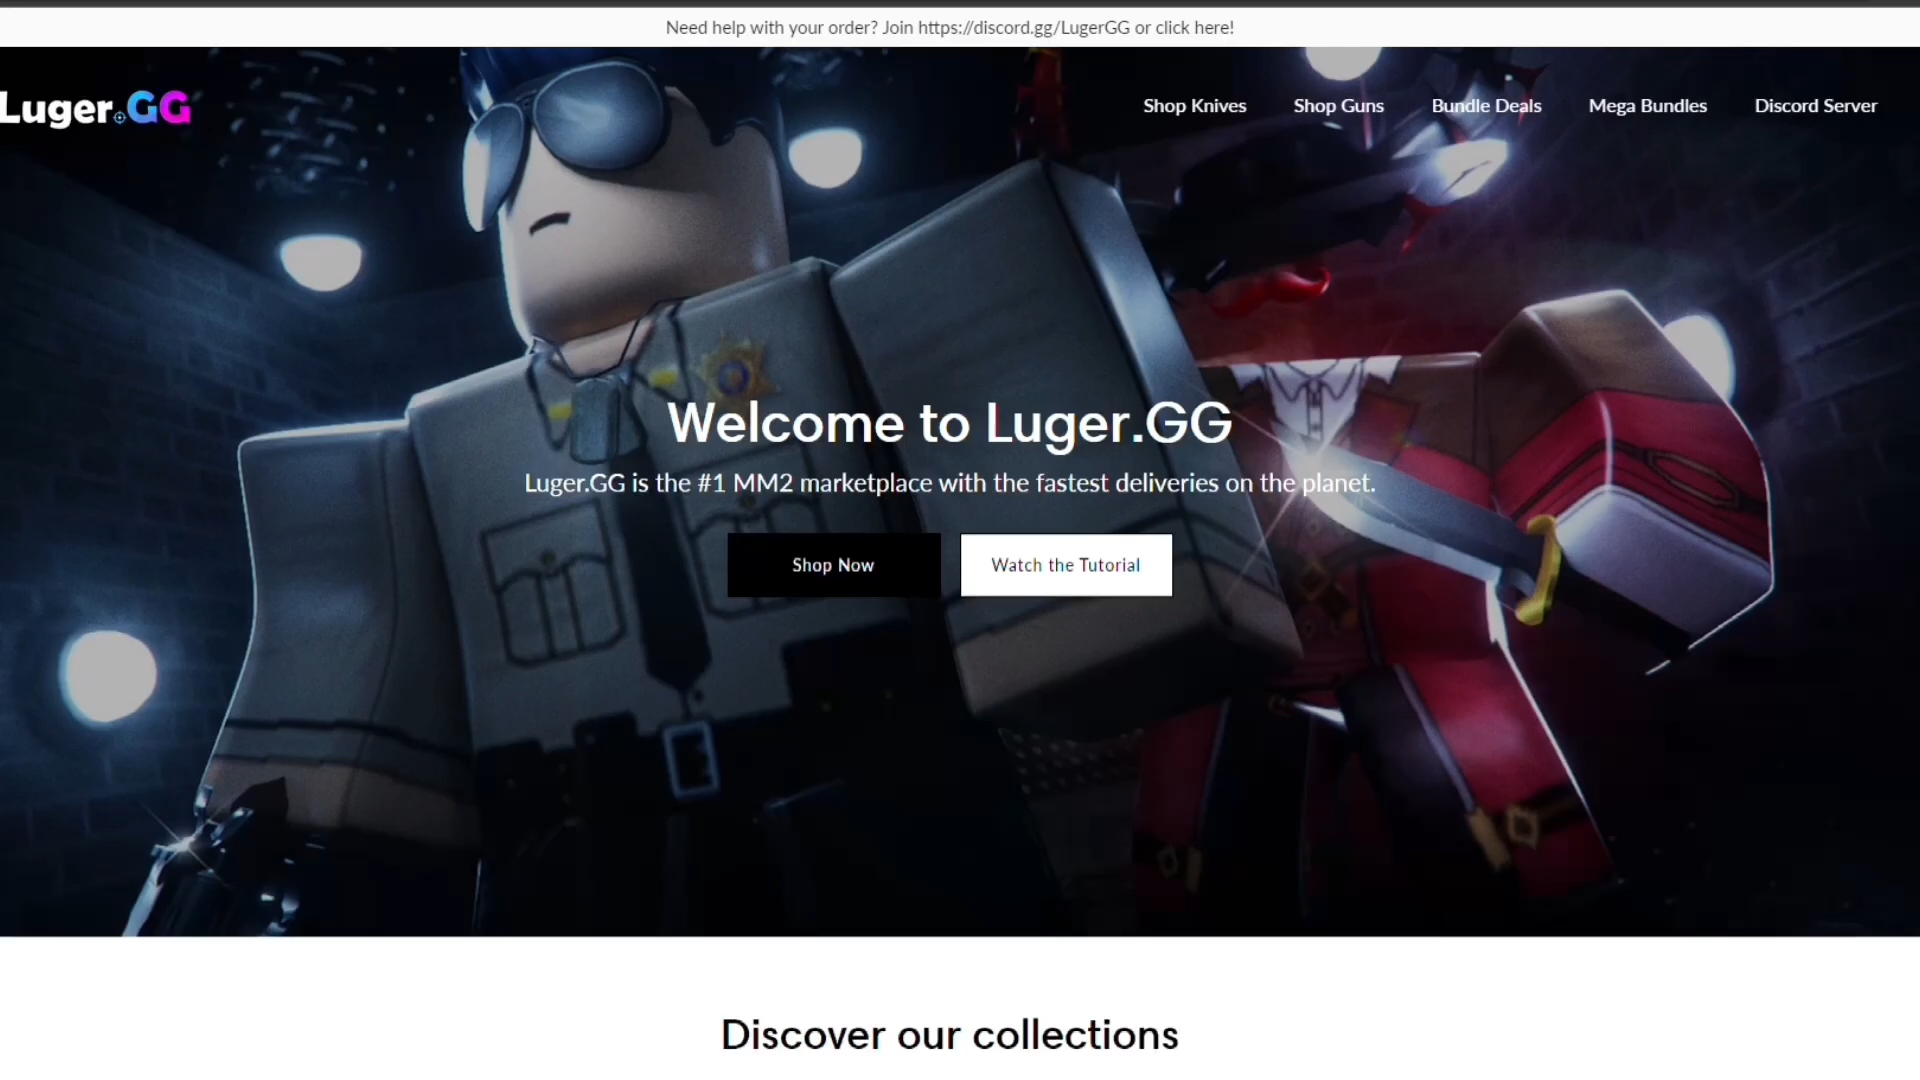 Need help with your order? Join https://discord.gg/LugerGG or click here!
Luger.GG
Shop Knives
Shop Guns
Bundle Deals
Mega Bundles
Discord Server
Welcome to Luger.GG
Luger.GG is the #1 MM2 marketplace with the fastest deliveries on the planet.
Shop Now
Watch the Tutorial
Discover our collections